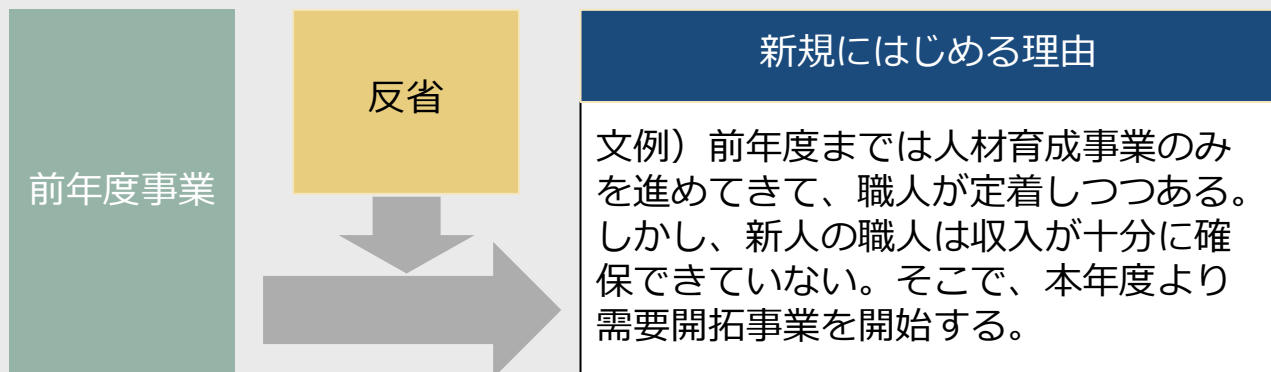 前年度事業
反省
新規にはじめる理由
文例）前年度までは人材育成事業のみ
を進めてきて、職人が定着しつつある。
しかし、新人の職人は収入が十分に確
保できていない。そこで、本年度より
需要開拓事業を開始する。